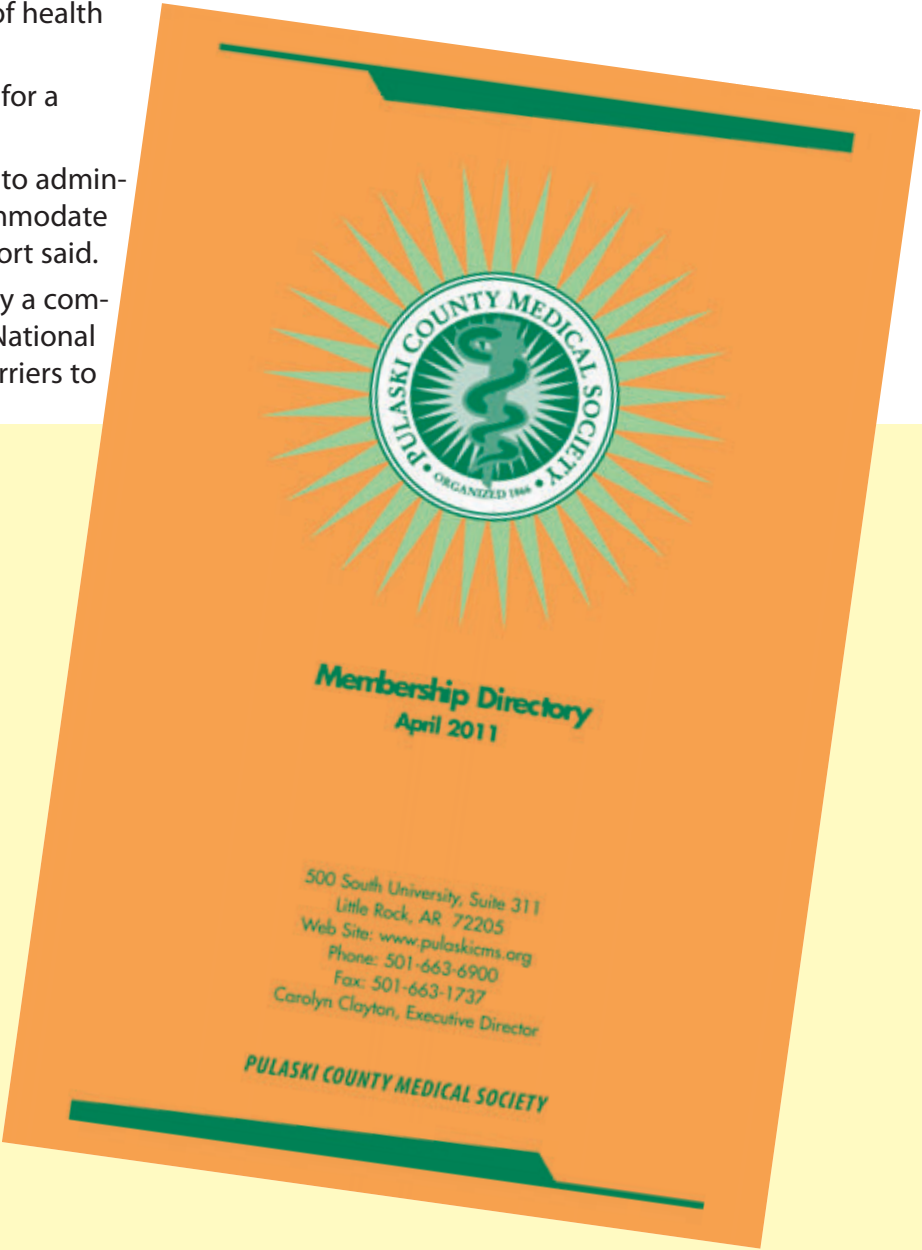 of health
for a
to admin-
mmodate
ort said.
y a com-
National
rriers to
PULASKI COUNTY MEDICAL SOCIETY
• ORGANIZED 1866 •
Membership Directory
April 2011
500 South University, Suite 311
Little Rock, AR 72205
Web Site: www.pulaskicms.org
Phone: 501-663-6900
Fax: 501-663-1737
Carolyn Clayton, Executive Director
PULASKI COUNTY MEDICAL SOCIETY